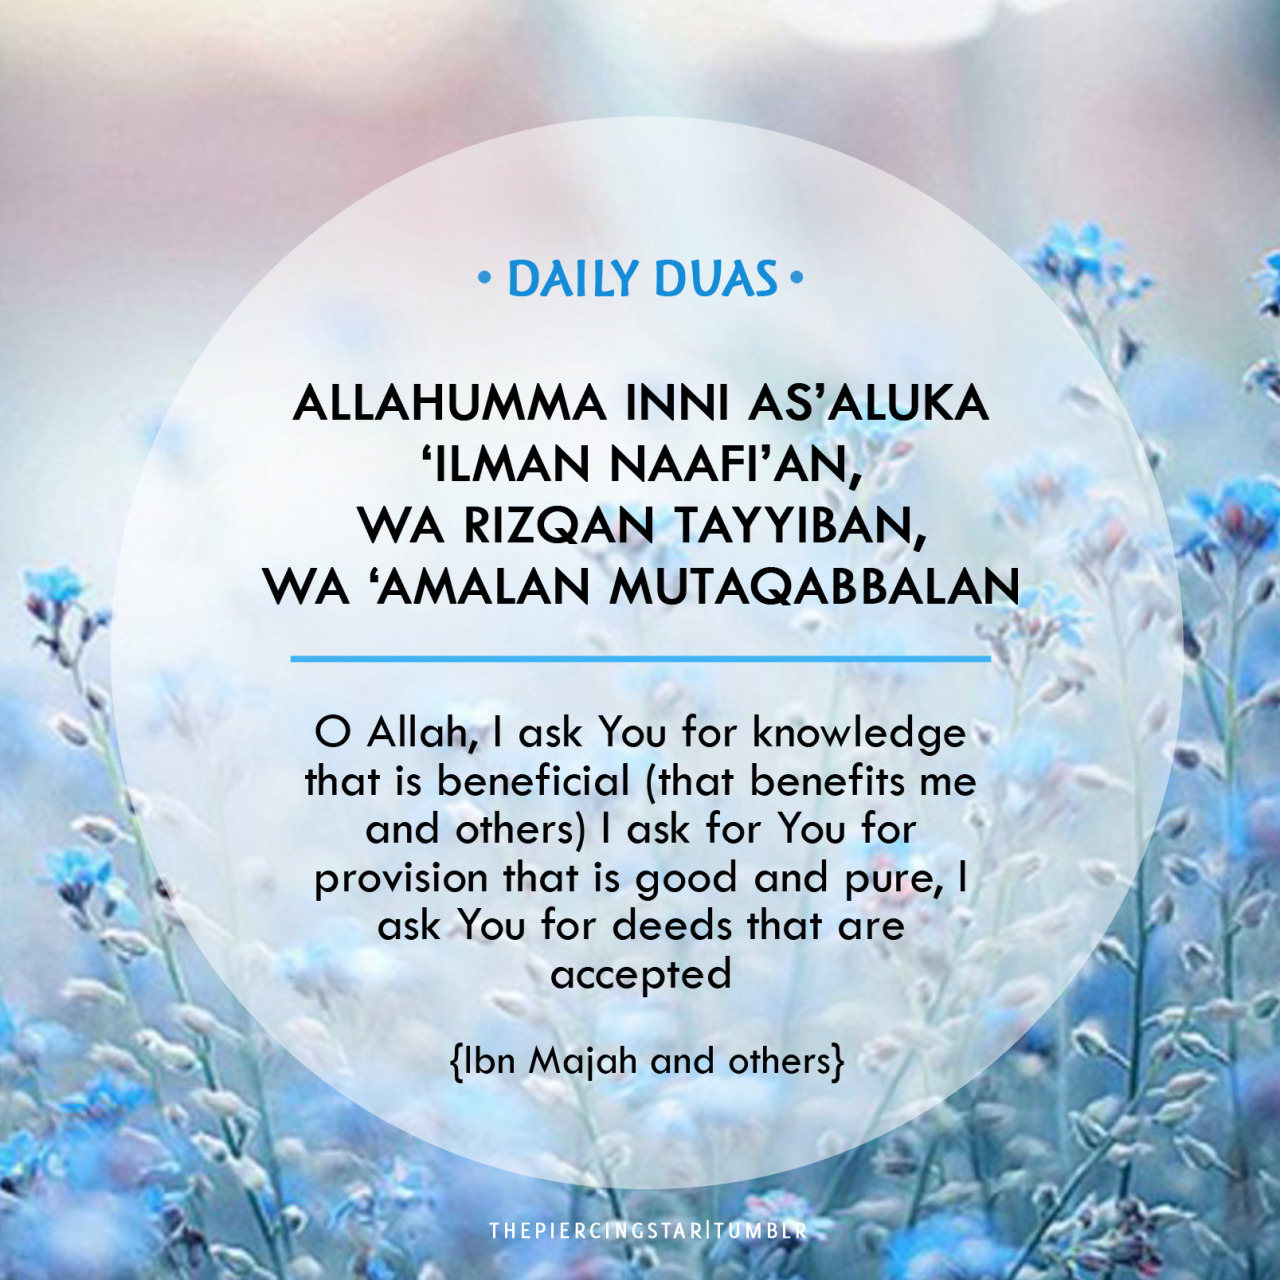 • DAILY DUAS •
ALLAHUMMA INNI AS’ALUKA
‘ILMAN NAAFI’AN,
WA RIZQAN TAYYIBAN,
WA ‘AMALAN MUTAQABBALAN
O Allah, I ask You for knowledge
that is beneficial (that benefits me
and others) I ask for You for
provision that is good and pure, I
ask You for deeds that are
accepted
{Ibn Majah and others}
THEPIERCINGSTAR|TUMBLR